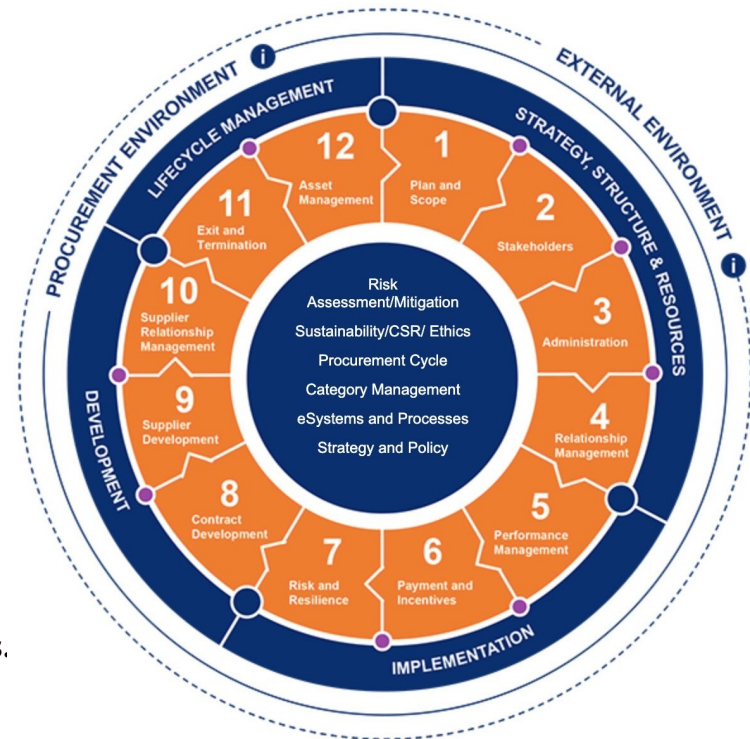 PROCUREMENT ENVIRONMENT
i
EXTERNAL ENVIRONMENT
i
LIFECYCLE MANAGEMENT
STRATEGY, STRUCTURE & RESOURCES
DEVELOPMENT
IMPLEMENTATION
1
Plan and
Scope
2
Stakeholders
3
Administration
4
Relationship
Management
5
Performance
Management
6
Payment and
Incentives
7
Risk and
Resilience
8
Contract
Development
9
Supplier
Development
10
Supplier
Relationship
Management
11
Exit and
Termination
12
Asset
Management
Risk
Assessment/Mitigation
Sustainability/CSR/ Ethics
Procurement Cycle
Category Management
eSystems and Processes
Strategy and Policy